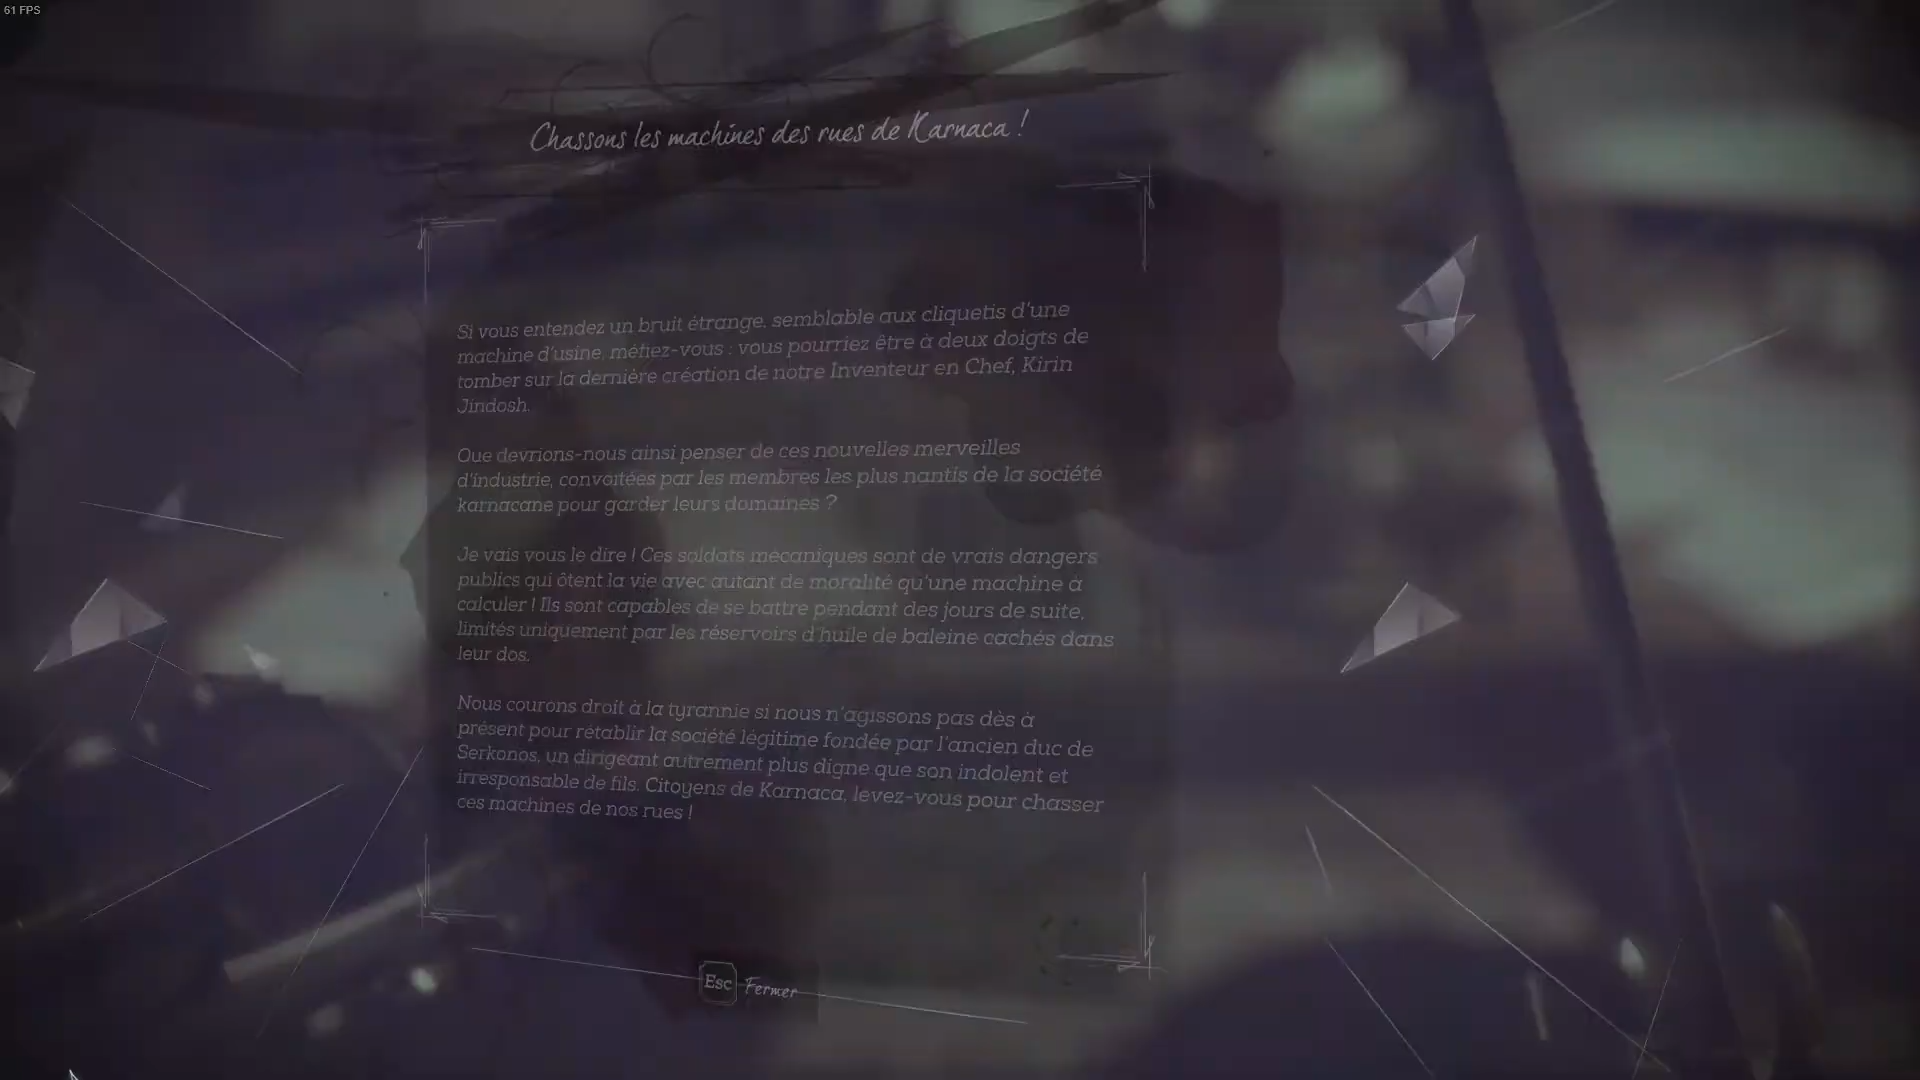 61 FPS
Chassons les machines des rues de Karnaca !
Si vous entendez un bruit étrange, semblable aux cliquetis d'une
machine d'usine, méfiez-vous : vous pourriez être à deux doigts de
tomber sur la dernière création de notre Inventeur en Chef, Kirin
Jindosh.
Que devrions-nous ainsi penser de ces nouvelles merveilles
d'industrie, convoitées par les membres les plus nantis de la société
karnacane pour garder leurs domaines ?
Je vais vous le dire ! Ces soldats mécaniques sont de vrais dangers
publics qui ôtent la vie avec autant de moralité qu'une machine à
calculer ! Ils sont capables de se battre pendant des jours de suite,
limités uniquement par les réservoirs d'huile de baleine cachés dans
leur dos.
Nous courons droit à la tyrannie si nous n'agissons pas dès à
présent pour rétablir la société légitime fondée par l'ancien duc de
Serkonos, un dirigeant autrement plus digne que son indolent et
irresponsable de fils. Citoyens de Karnaca, levez-vous pour chasser
ces machines de nos rues !
Esc Fermer